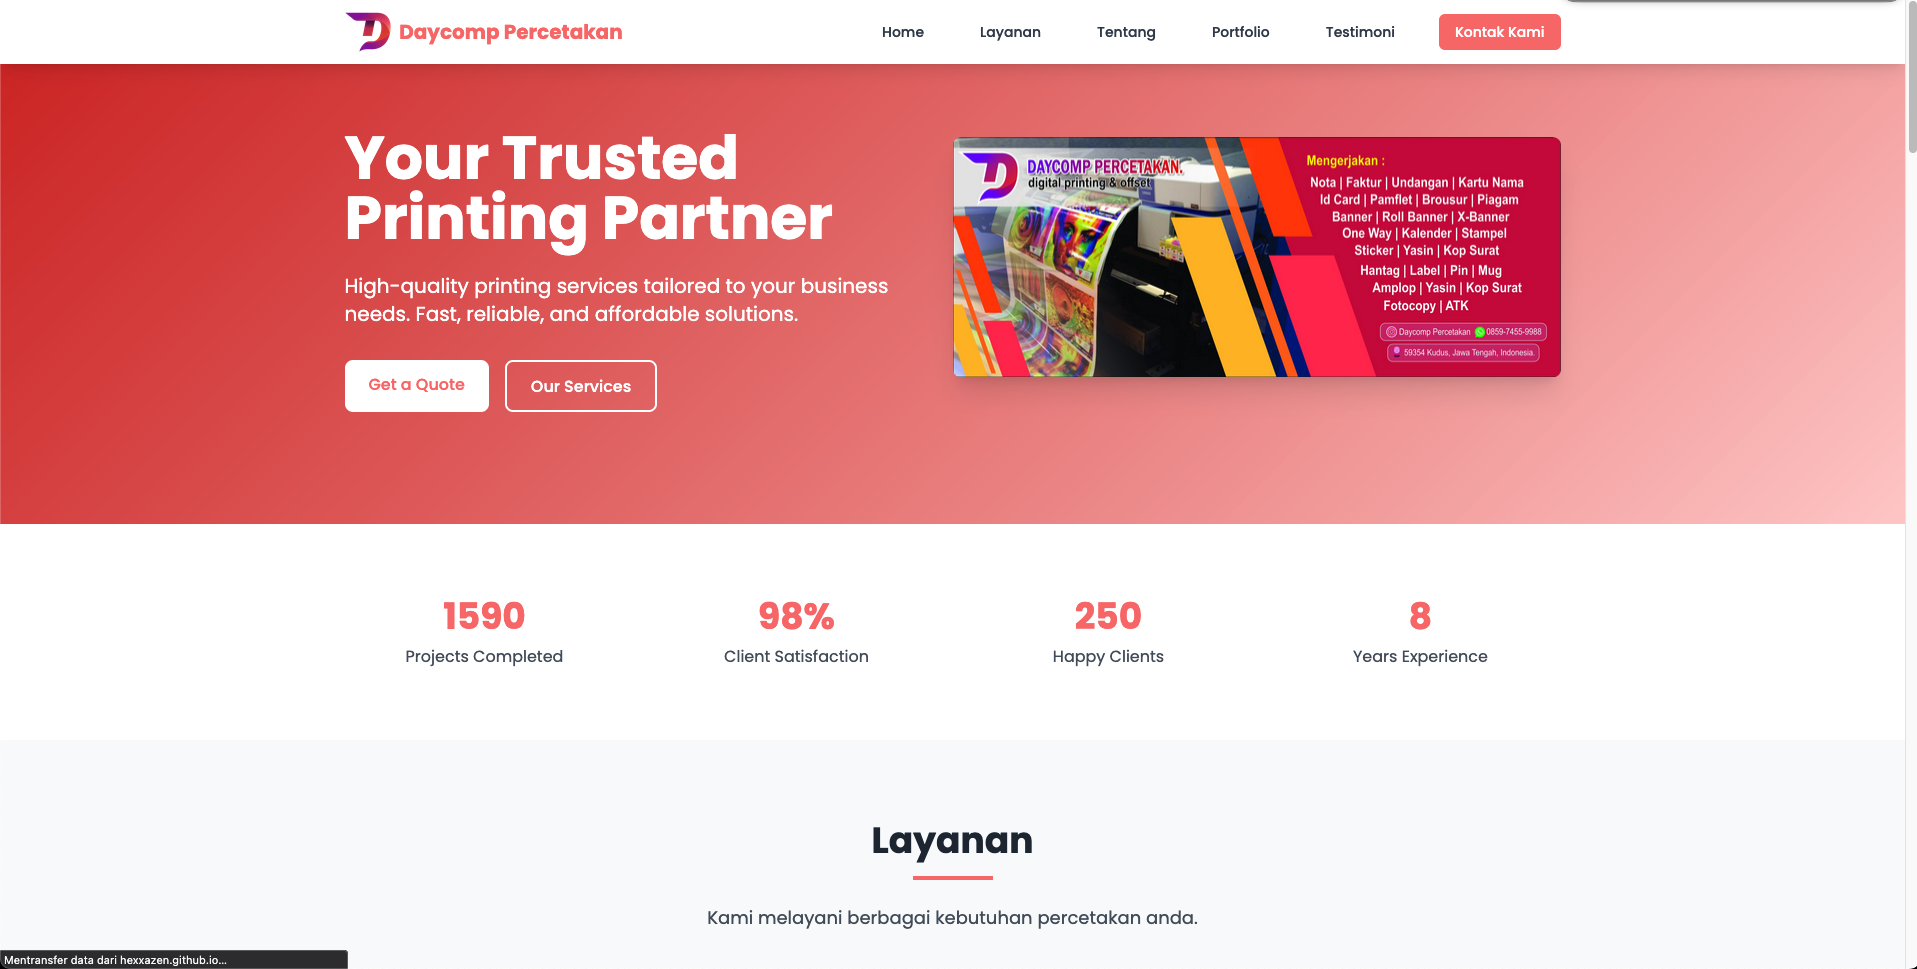 Daycomp Percetakan
Home
Layanan
Tentang
Portfolio
Testimoni
Kontak Kami
Your Trusted
Printing Partner
High-quality printing services tailored to your business
needs. Fast, reliable, and affordable solutions.
Get a Quote
Our Services
DAYCOMP PERCETAKAN.
digital printing & offset
Mengerjakan :
Nota | Faktur | Undangan | Kartu Nama
Id Card | Pamflet | Brousur | Piagam
Banner | Roll Banner | X-Banner
One Way | Kalender | Stampel
Sticker | Yasin | Kop Surat
Hantag | Label | Pin | Mug
Amplop | Yasin | Kop Surat
Fotocopy | ATK
Daycomp Percetakan 0859-7455-9988
59354 Kudus, Jawa Tengah, Indonesia.
1590
Projects Completed
98%
Client Satisfaction
250
Happy Clients
8
Years Experience
Layanan
Kami melayani berbagai kebutuhan percetakan anda.
Mentransfer data dari hexxazen.github.io...